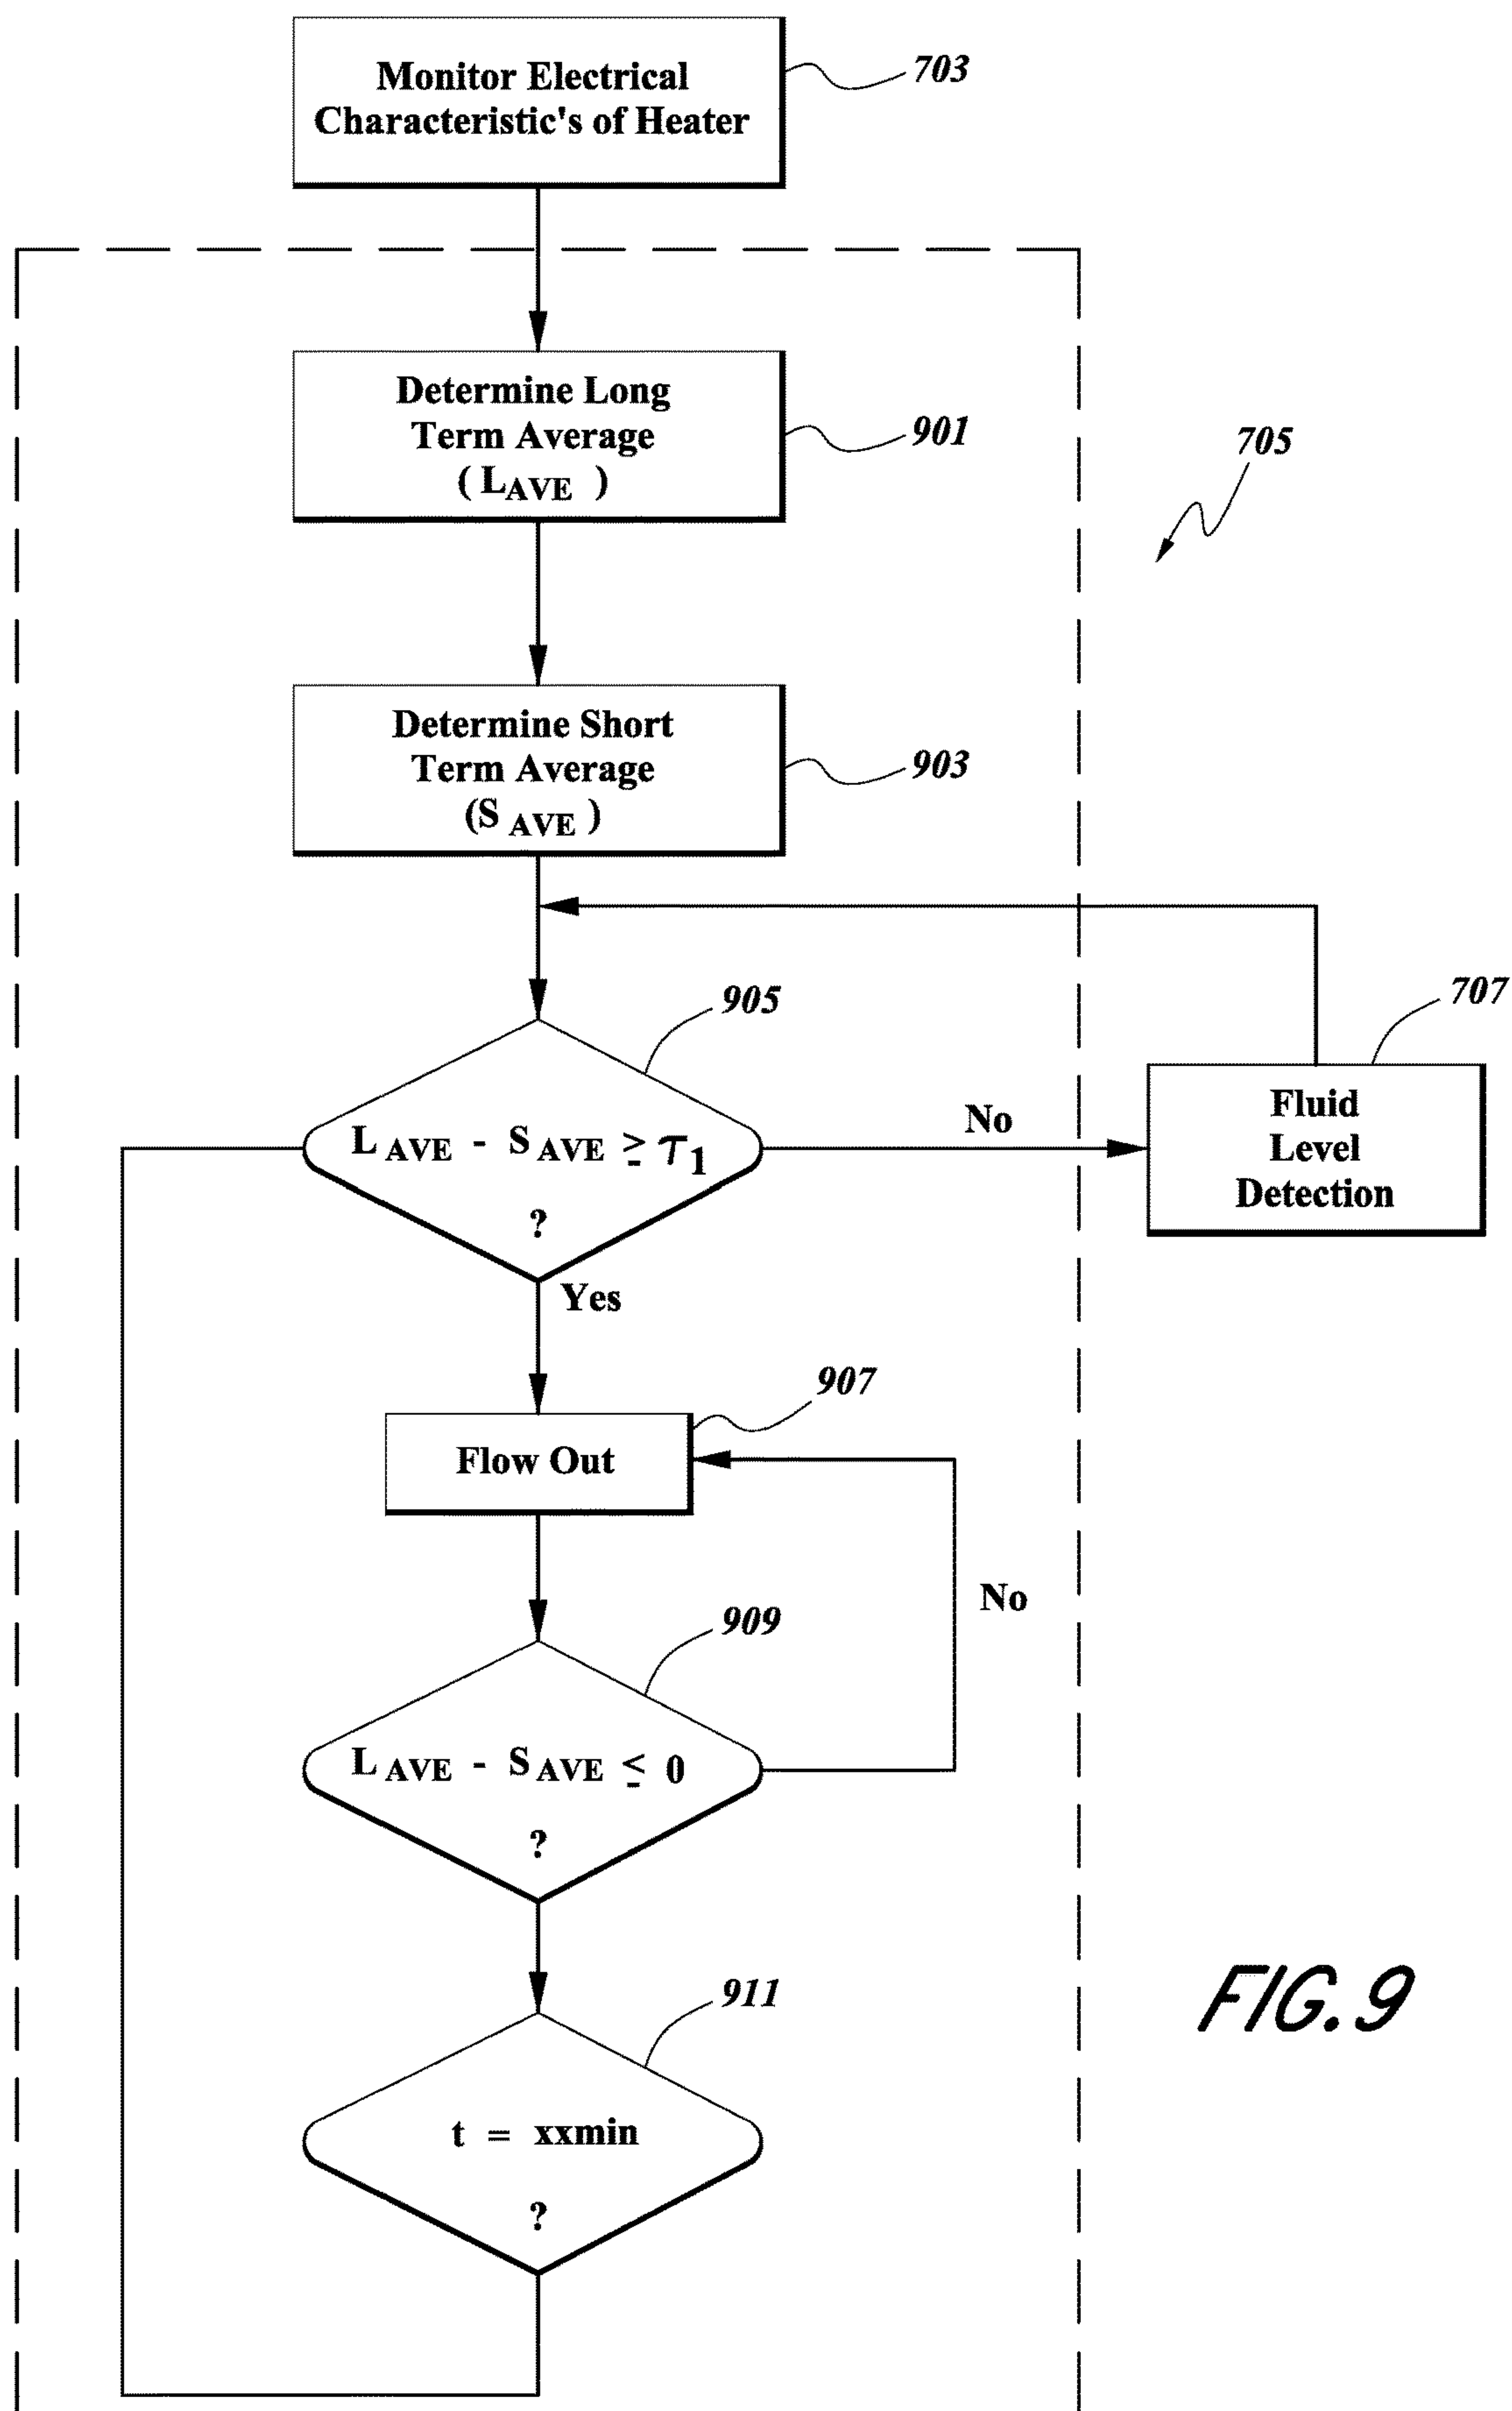 Monitor Electrical
Characteristic's of Heater
703
Determine Long
Term Average
( LAVE )
901
705
Determine Short
Term Average
(S AVE )
903
905
707
L AVE - S AVE ≥ τ1
?
No
Fluid
Level
Detection
Yes
907
Flow Out
No
909
L AVE - S AVE ≤ 0
?
911
t = xxmin
?
FIG. 9